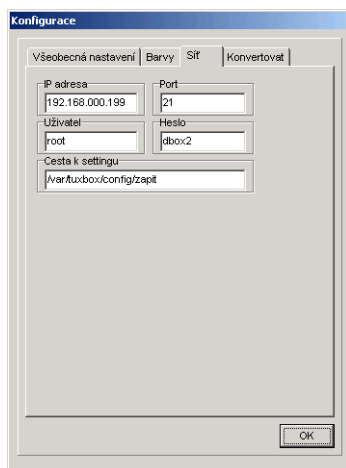 Konfigurace
Všeobecná nastavení Barvy Síť Konvertovat
IP adresa Port
192.168.000.199 21
Uživatel Heslo
root dbox2
Cesta k settingu
/var/tuxbox/config/zapit
OK